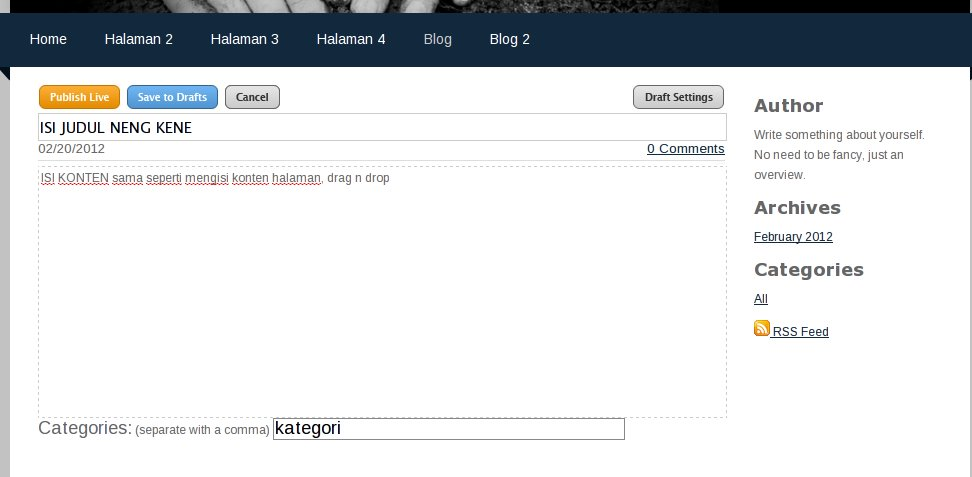 Home Halaman 2 Halaman 3 Halaman 4 Blog Blog 2
Publish Live Save to Drafts Cancel Draft Settings
ISI JUDUL NENG KENE
02/20/2012 0 Comments
ISI KONTEN sama seperti mengisi konten halaman, drag n drop
Categories: (separate with a comma) kategori
Author
Write something about yourself.
No need to be fancy, just an
overview.
Archives
February 2012
Categories
All
RSS Feed